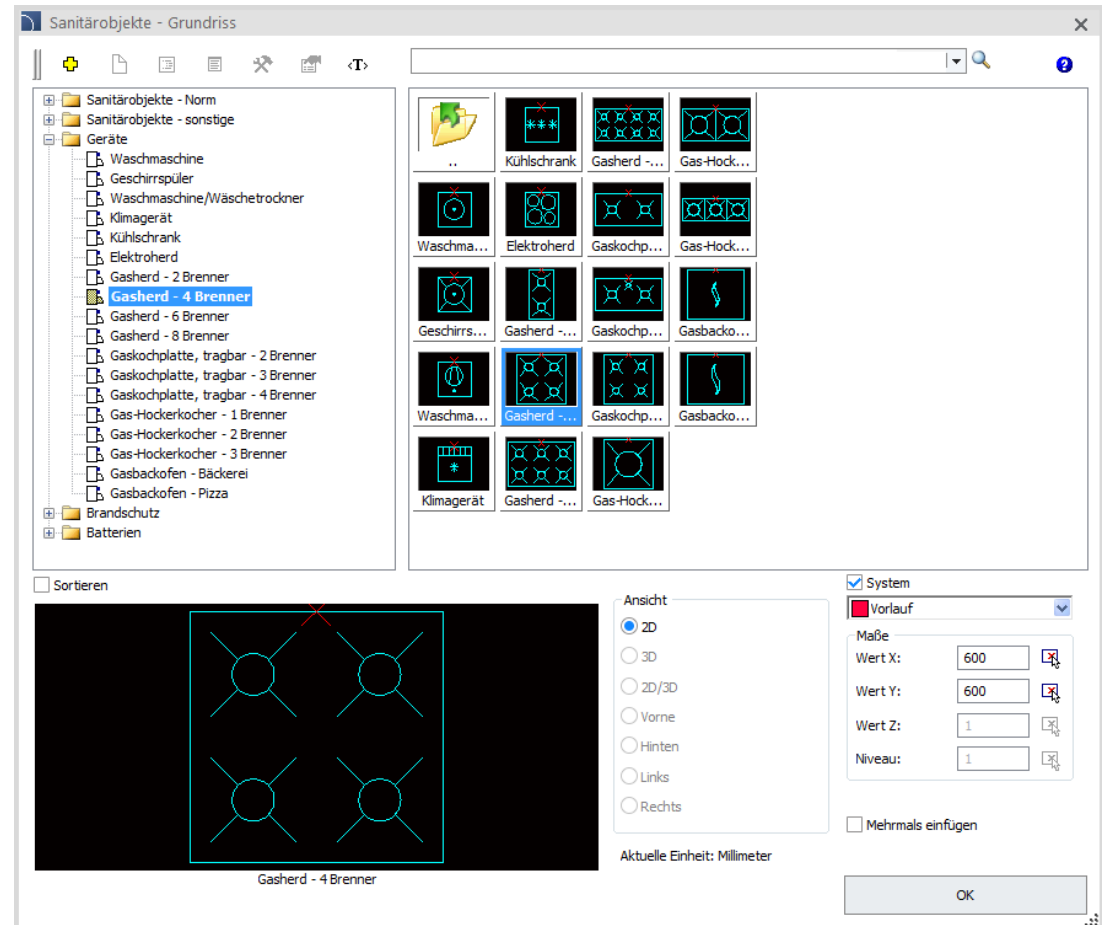 Sanitärobjekte - Grundriss
‹T›
Sanitärobjekte - Norm
Sanitärobjekte - sonstige
Geräte
Waschmaschine
Geschirrspüler
Waschmaschine/Wäschetrockner
Klimagerät
Kühlschrank
Elektroherd
Gasherd - 2 Brenner
Gasherd - 4 Brenner
Gasherd - 6 Brenner
Gasherd - 8 Brenner
Gaskochplatte, tragbar - 2 Brenner
Gaskochplatte, tragbar - 3 Brenner
Gaskochplatte, tragbar - 4 Brenner
Gas-Hockerkocher - 1 Brenner
Gas-Hockerkocher - 2 Brenner
Gas-Hockerkocher - 3 Brenner
Gasbackofen - Bäckerei
Gasbackofen - Pizza
Brandschutz
Batterien
.. Kühlschrank Gasherd -... Gas-Hock...
Waschma... Elektroherd Gaskochp... Gas-Hock...
Geschirrs... Gasherd -... Gaskochp... Gasbacko...
Waschma... Gasherd -... Gaskochp... Gasbacko...
Klimagerät Gasherd -... Gas-Hock...
Sortieren
Gasherd - 4 Brenner
Ansicht
2D
3D
2D/3D
Vorne
Hinten
Links
Rechts
Aktuelle Einheit: Millimeter
System
Vorlauf
Maße
Wert X: 600
Wert Y: 600
Wert Z: 1
Niveau: 1
Mehrmals einfügen
OK